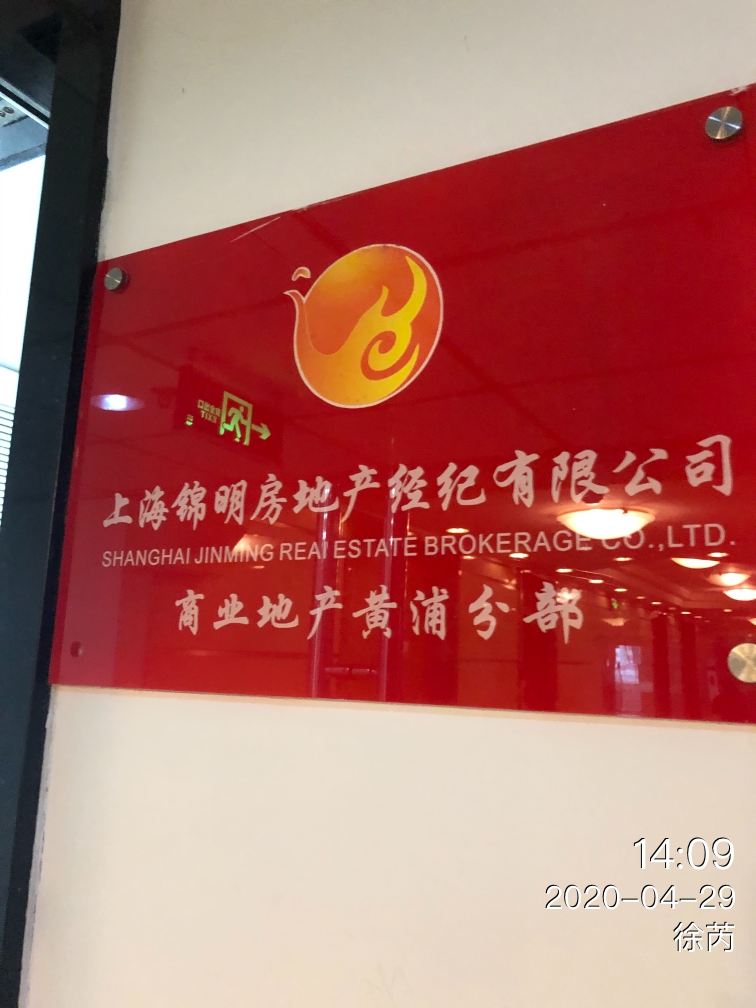 上海锦明房地产经纪有限公司
SHANGHAI JINMING REAL ESTATE BROKERAGE CO.,LTD.
商业地产黄浦分部
14:09
2020-04-29
徐芮